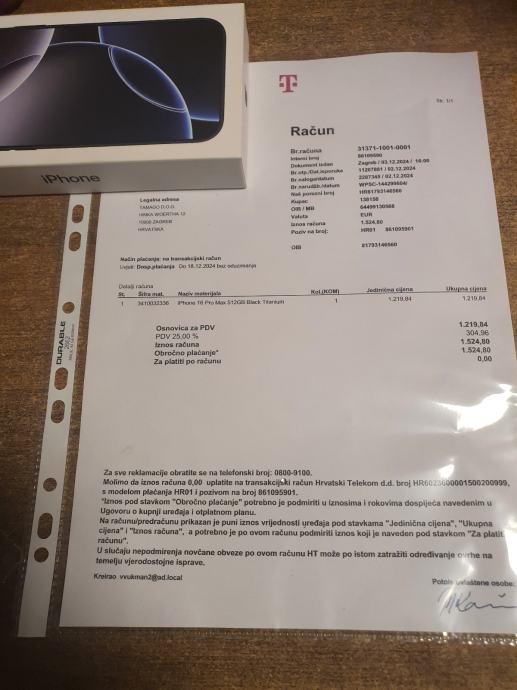 iPhone
T
Str. 1/1
Račun
Br.računa 31371-1001-0001
Interni broj 86109590
Dokument izdan Zagreb / 03.12.2024 / 16:00
Br.otp./Dat.isporuke 11267881 / 02.12.2024
Br.naloga/datum 2287345 / 02.12.2024
Br.narudžb./datum
Naš porezni broj HR81793146560
Kupac 138158
OIB / MB
Valuta EUR
Iznos računa 1.524,80
Poziv na broj: HR01 861095901
OIB 81793146560
Legalna adresa
TAMAGO D.O.O.
HRVATSKA
Način plaćanja: na transakcijski račun
Uvjeti: Dosp.plaćanja Do 18.12.2024 bez oduzimanja
Detalji računa
St. Šifra mat. Naziv materijala Kol.(KOM) Jedinična cijena Ukupna cijena
1 iPhone 16 Pro Max 512GB Black Titanium 1 1.219,84 1.219,84
Osnovica za PDV 1.219,84
PDV 25,00 % 304,96
Iznos računa 1.524,80
Obročno plaćanje* 1.524,80
Za platiti po računu 0,00
Za sve reklamacije obratite se na telefonski broj: 0800-9100.
Molimo da iznos računa 0,00 uplatite na transakcijski račun Hrvatski Telekom d.d. broj
s modelom plaćanja HR01 i pozivom na broj 861095901.
*Iznos pod stavkom "Obročno plaćanje" potrebno je podmiriti u iznosima i rokovima dospijeća navedenim u
Ugovoru o kupnji uređaja i otplatnim planu.
Na računu/predračunu prikazan je puni iznos vrijednosti uređaja pod stavkama "Jedinična cijena", "Ukupna
cijena" i "Iznos računa", a potrebno je po ovom računu podmiriti iznos koji je naveden pod stavkom "Za platiti
računu".
U slučaju nepodmirenja novčane obveze po ovom računu HT može po istom zatražiti određivanje ovrhe na
temelju vjerodostojne isprave.
Kreirao vvukman2@ad.local
Potpis ovlaštene osobe:
DURABLE